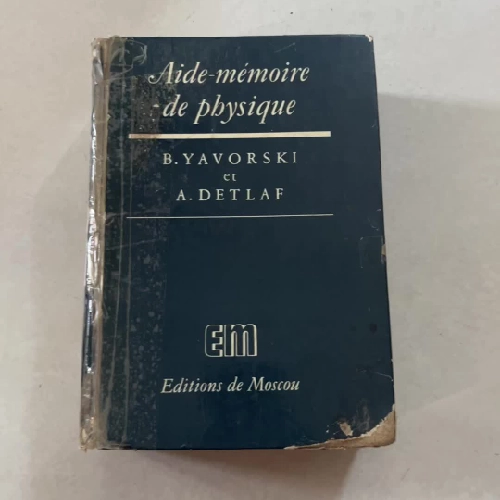 Aide-mémoire
de physique
B. YAVORSKI
et
A. DETLAF
EM
Editions de Moscou